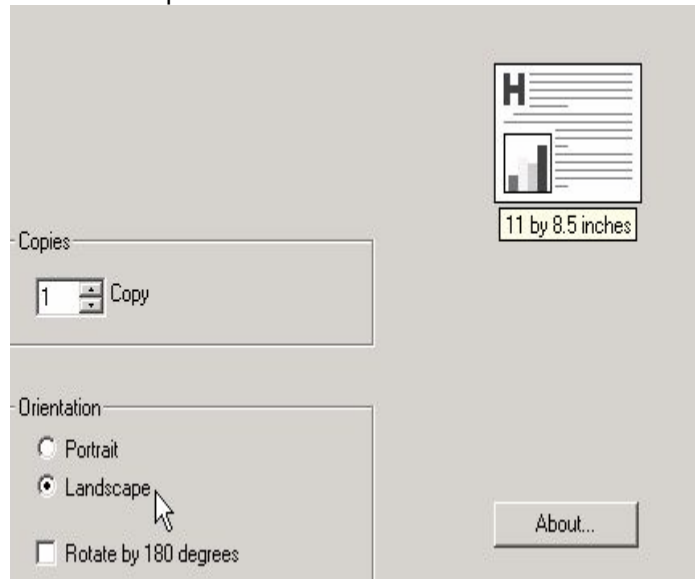 H
11 by 8.5 inches
Copies
1 Copy
Orientation
Portrait
Landscape
Rotate by 180 degrees
About...